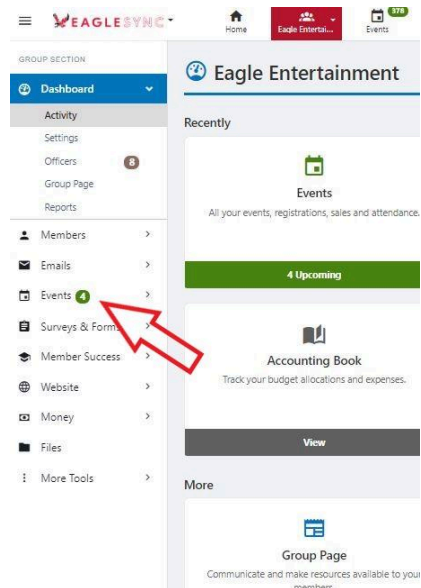 EAGLESYNC
Home
Eagle Entertai...
378
Events
GROUP SECTION
Dashboard
Activity
Settings
Officers 8
Group Page
Reports
Members
Emails
Events 4
Surveys & Forms
Member Success
Website
Money
Files
More Tools
Eagle Entertainment
Recently
Events
All your events, registrations, sales and attendance.
4 Upcoming
Accounting Book
Track your budget allocations and expenses.
View
More
Group Page
Communicate and make resources available to your
members